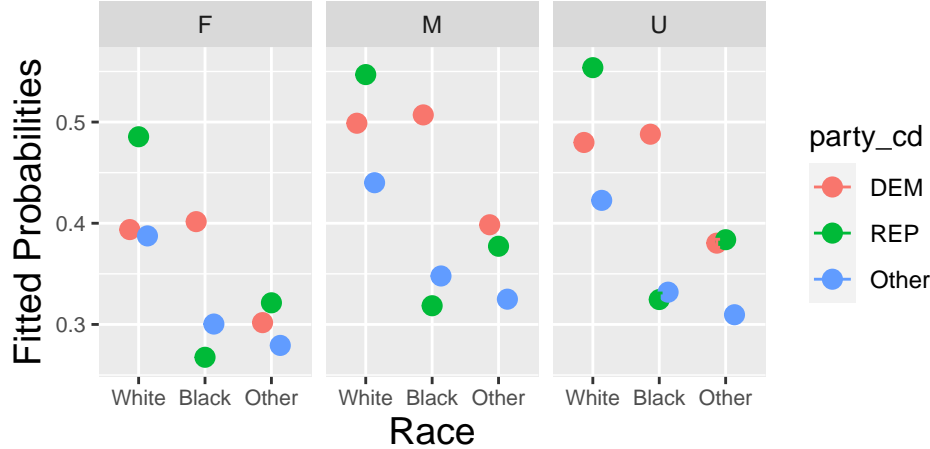 F M U
Fitted Probabilities
0.5
0.4
0.3
White Black Other White Black Other White Black Other
Race
party_cd
DEM
REP
Other